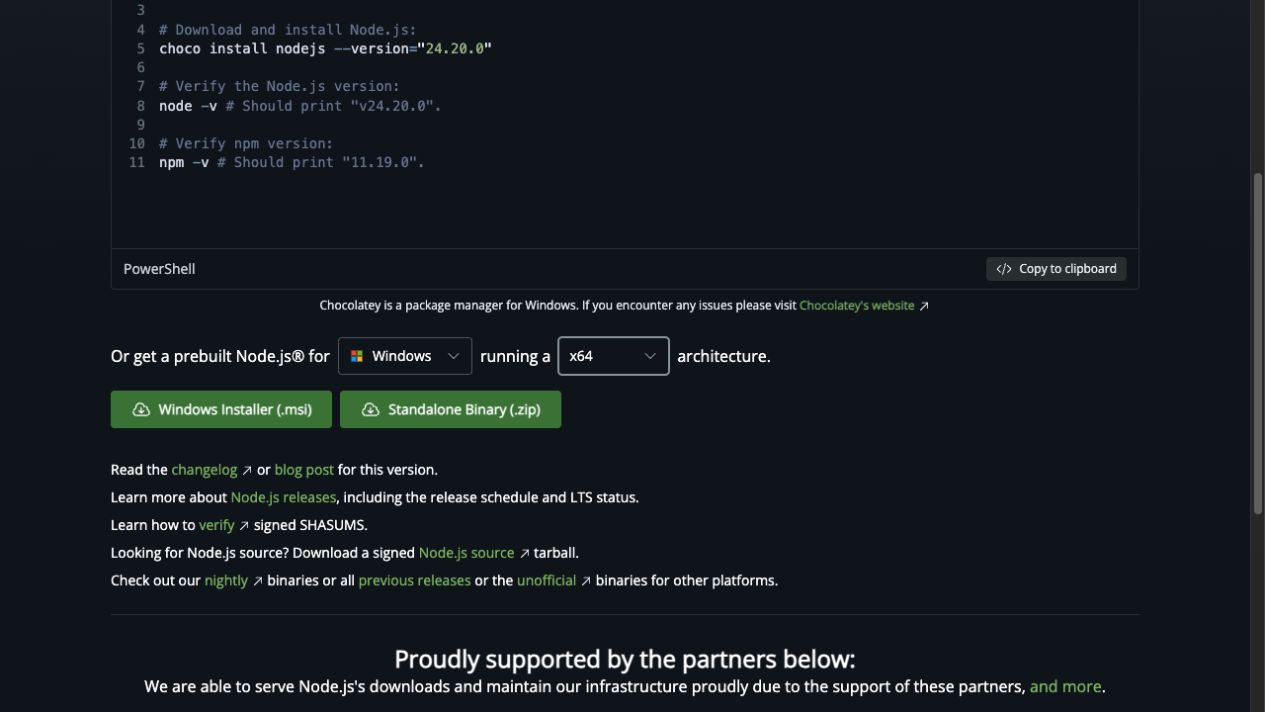 3
4 # Download and install Node.js:
5 choco install nodejs --version="24.20.0"
6
7 # Verify the Node.js version:
8 node -v # Should print "v24.20.0".
9
10 # Verify npm version:
11 npm -v # Should print "11.19.0".
PowerShell </> Copy to clipboard
Chocolatey is a package manager for Windows. If you encounter any issues please visit Chocolatey's website ↗
Or get a prebuilt Node.js® for Windows running a x64 architecture.
Windows Installer (.msi) Standalone Binary (.zip)
Read the changelog ↗ or blog post for this version.
Learn more about Node.js releases, including the release schedule and LTS status.
Learn how to verify ↗ signed SHASUMS.
Looking for Node.js source? Download a signed Node.js source ↗ tarball.
Check out our nightly ↗ binaries or all previous releases or the unofficial ↗ binaries for other platforms.
Proudly supported by the partners below:
We are able to serve Node.js's downloads and maintain our infrastructure proudly due to the support of these partners, and more.